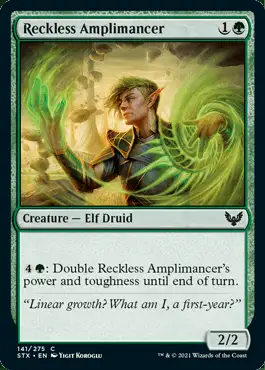 Reckless Amplimancer 1
Creature — Elf Druid
4 : Double Reckless Amplimancer's
power and toughness until end of turn.
"Linear growth? What am I, a first-year?"
2/2
141/275 C
STX • EN YIGIT KOROGLU
™ & © 2021 Wizards of the Coast